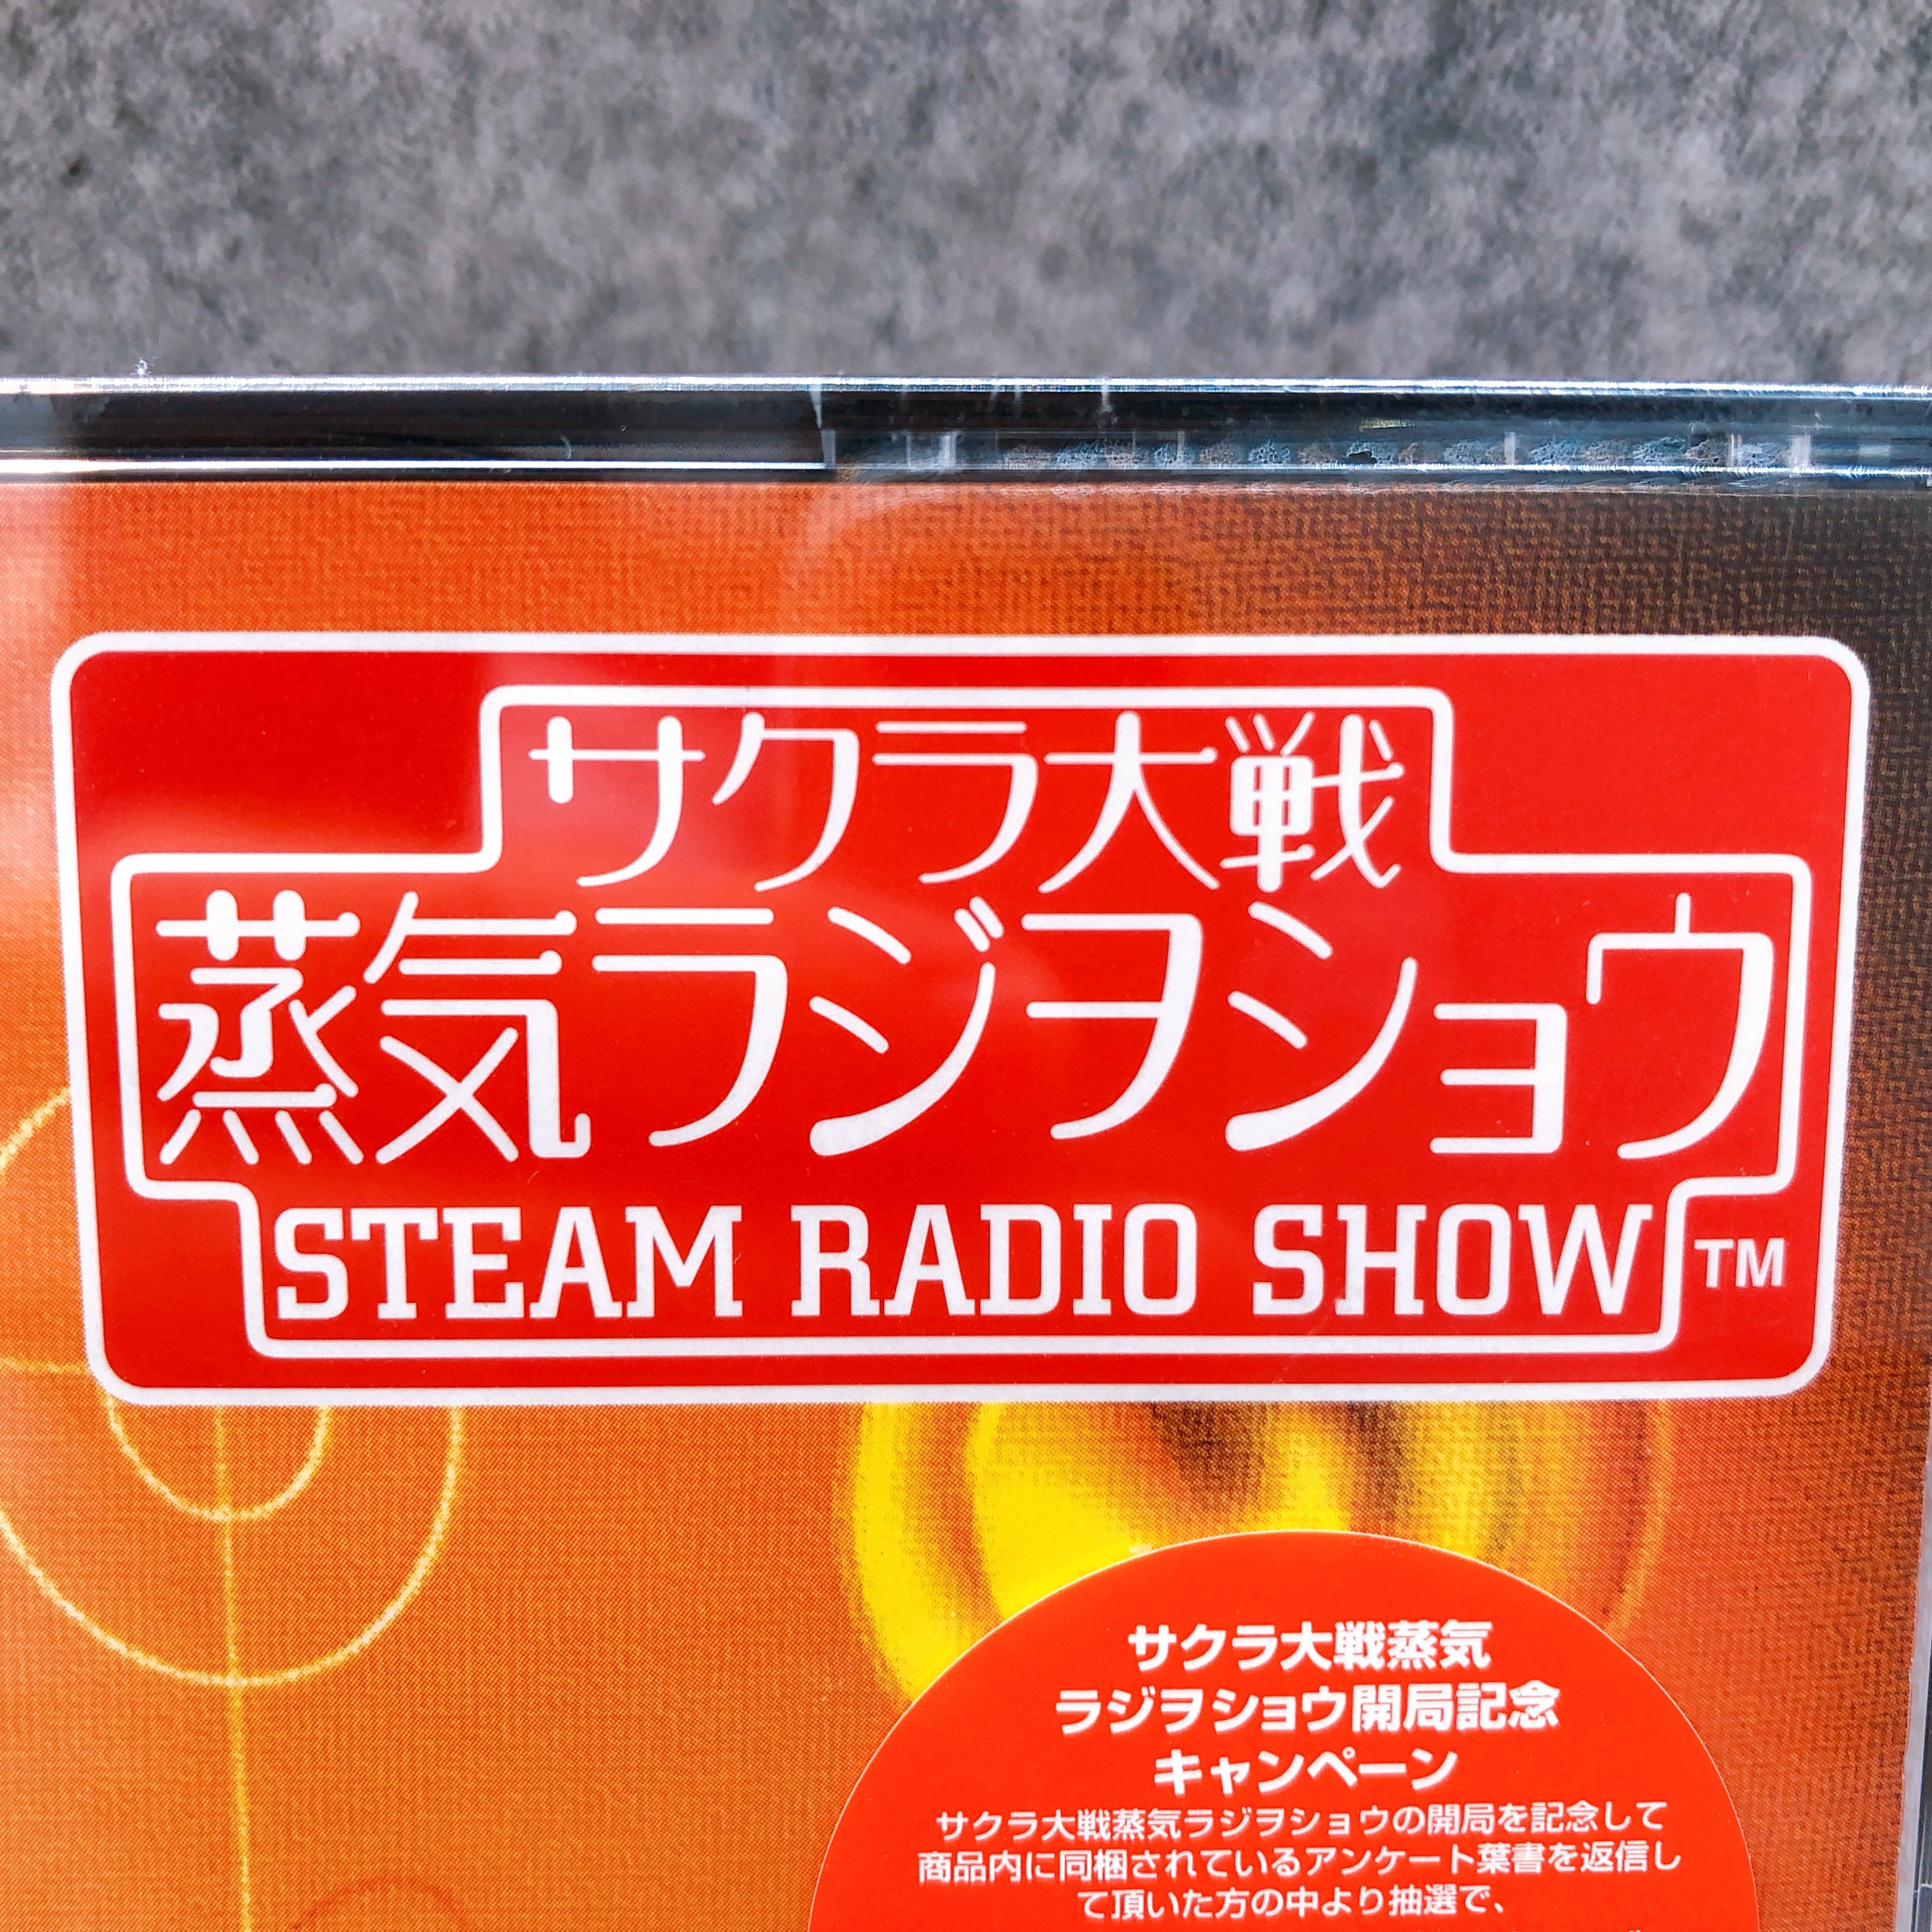 サクラ大戦
蒸気ラジヲショウ
STEAM RADIO SHOW TM
サクラ大戦蒸気
ラジヲショウ開局記念
キャンペーン
サクラ大戦蒸気ラジヲショウの開局を記念して
商品内に同梱されているアンケート葉書を返信し
て頂いた方の中より抽選で、